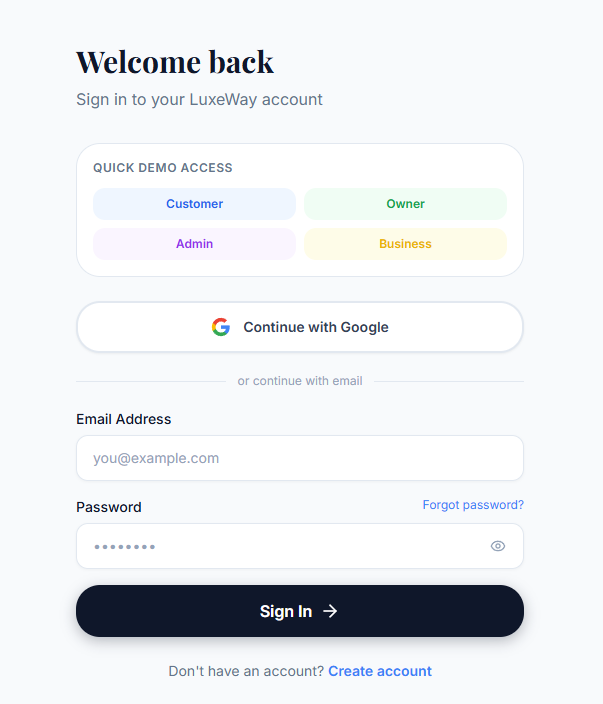 Welcome back
Sign in to your LuxeWay account
QUICK DEMO ACCESS
Customer
Owner
Admin
Business
Continue with Google
or continue with email
Email Address
you@example.com
Password
Forgot password?
••••••••
Sign In →
Don't have an account? Create account